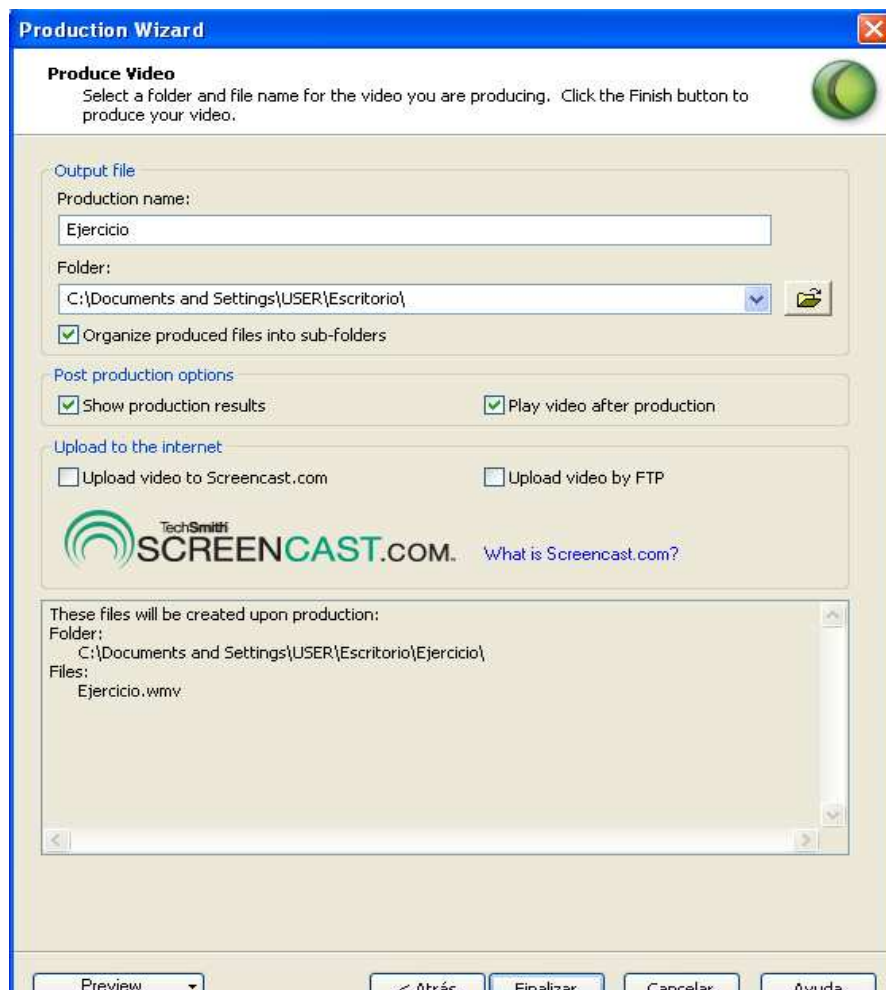 Production Wizard
Produce Video
Select a folder and file name for the video you are producing. Click the Finish button to
produce your video.
Output file
Production name:
Ejercicio
Folder:
C:\Documents and Settings\USER\Escritorio\
Organize produced files into sub-folders
Post production options
Show production results
Play video after production
Upload to the internet
Upload video to Screencast.com
Upload video by FTP
TechSmith
SCREENCAST.COM
What is Screencast.com?
These files will be created upon production:
Folder:
C:\Documents and Settings\USER\Escritorio\Ejercicio\
Files:
Ejercicio.wmv
Preview
< Atrás
Finalizar
Cancelar
Ayuda